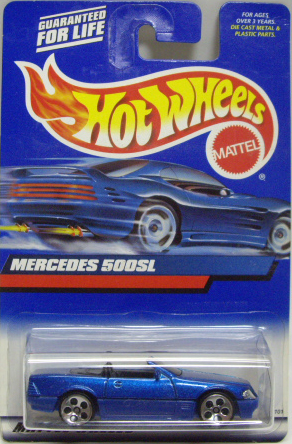 GUARANTEED
FOR LIFE
FOR AGES
OVER 3 YEARS.
DIE CAST METAL &
PLASTIC PARTS.
HOT WHEELS
MATTEL
®
MERCEDES 500SL